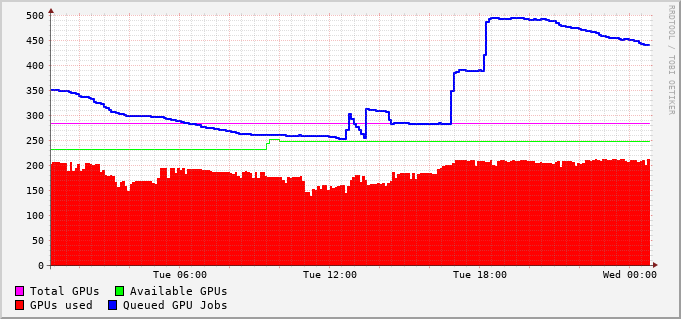 500
450
400
350
300
250
200
150
100
50
0
Tue 06:00 Tue 12:00 Tue 18:00 Wed 00:00
Total GPUs Available GPUs
GPUs used Queued GPU Jobs
RRDTOOL / TOBI OETIKER